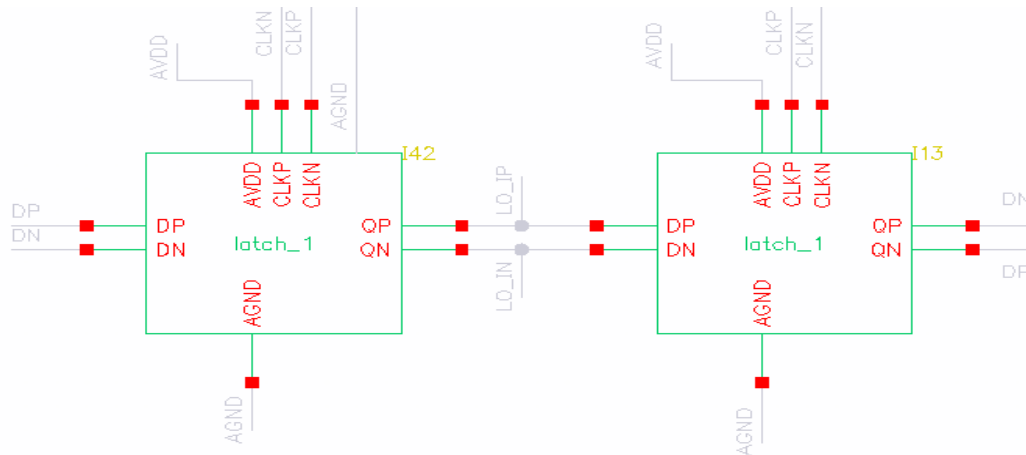 AVDD
CLKN
CLKP
AGND
AVDD
CLKP
CLKN
I42
I13
AVDD
CLKP
CLKN
AVDD
CLKP
CLKN
DP
DN
DP
DN
latch_1
QP
QN
LO_IP
LO_IN
DP
DN
latch_1
QP
QN
DN
DP
AGND
AGND
AGND
AGND